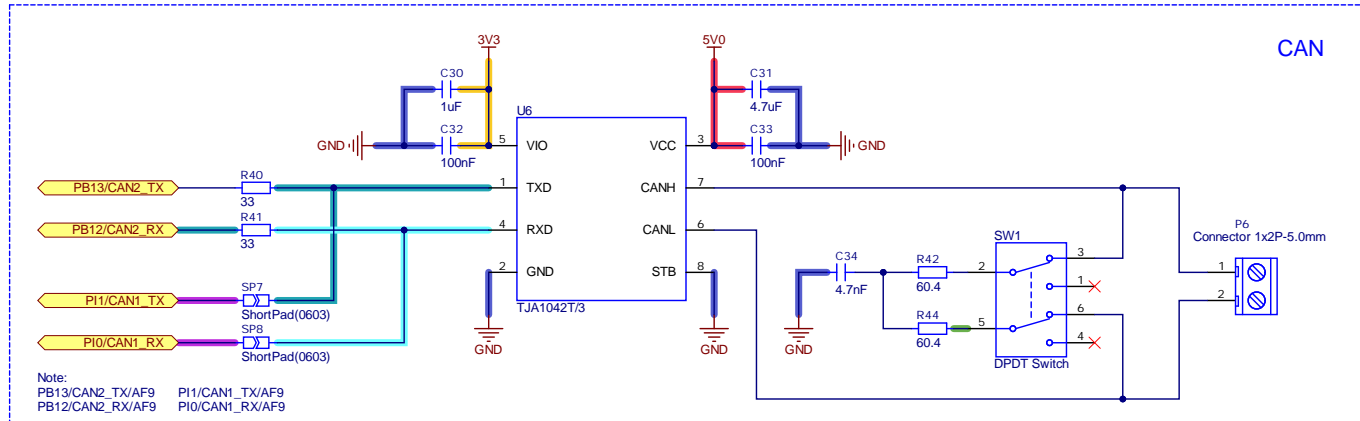 CAN
3V3
5V0
C30
1uF
C31
4.7uF
U6
GND
C32
100nF
5
VIO
VCC
3
C33
100nF
GND
PB13/CAN2_TX
R40
33
1
TXD
CANH
7
PB12/CAN2_RX
R41
33
4
RXD
CANL
6
2
GND
STB
8
TJA1042T/3
GND
GND
PI1/CAN1_TX
SP7
ShortPad(0603)
PI0/CAN1_RX
SP8
ShortPad(0603)
C34
4.7nF
GND
R42
60.4
R44
60.4
SW1
2
3
1
5
6
4
DPDT Switch
P6
Connector 1x2P-5.0mm
1
2
Note:
PB13/CAN2_TX/AF9 PI1/CAN1_TX/AF9
PB12/CAN2_RX/AF9 PI0/CAN1_RX/AF9